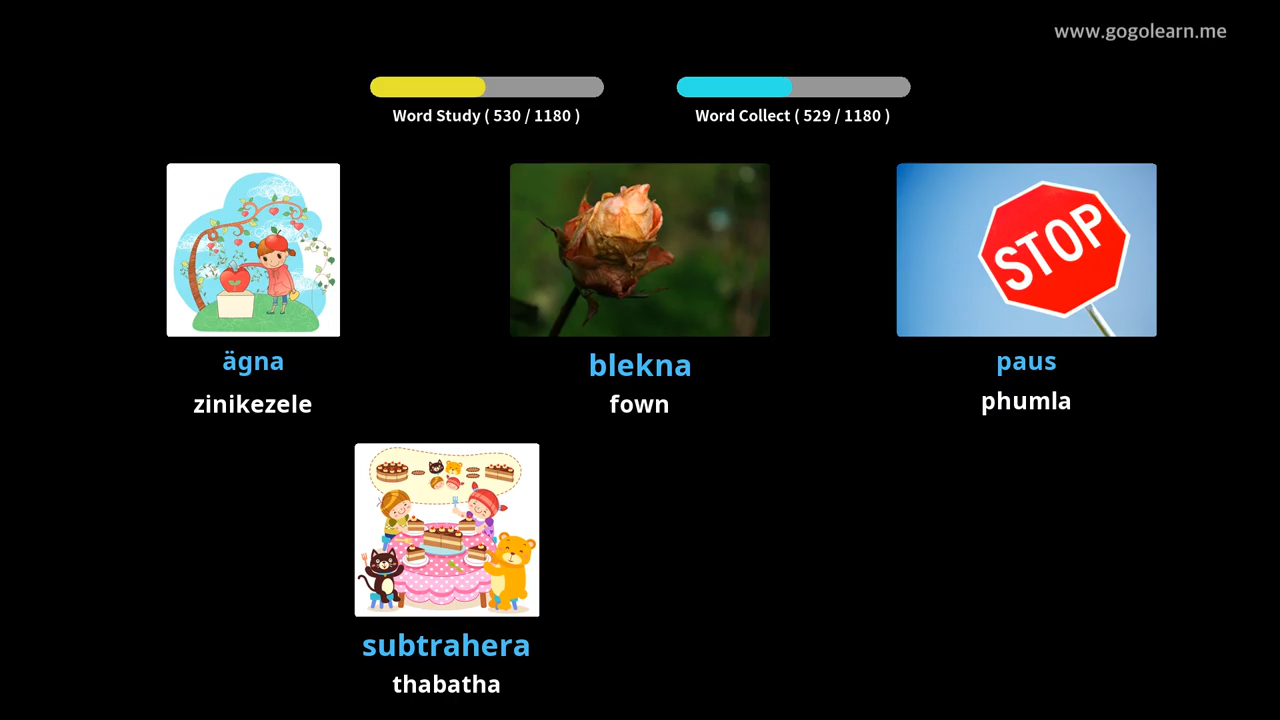 www.gogolearn.me
Word Study ( 530 / 1180 )
Word Collect ( 529 / 1180 )
STOP
ägna
blekna
paus
zinikezele
fown
phumla
subtrahera
thabatha